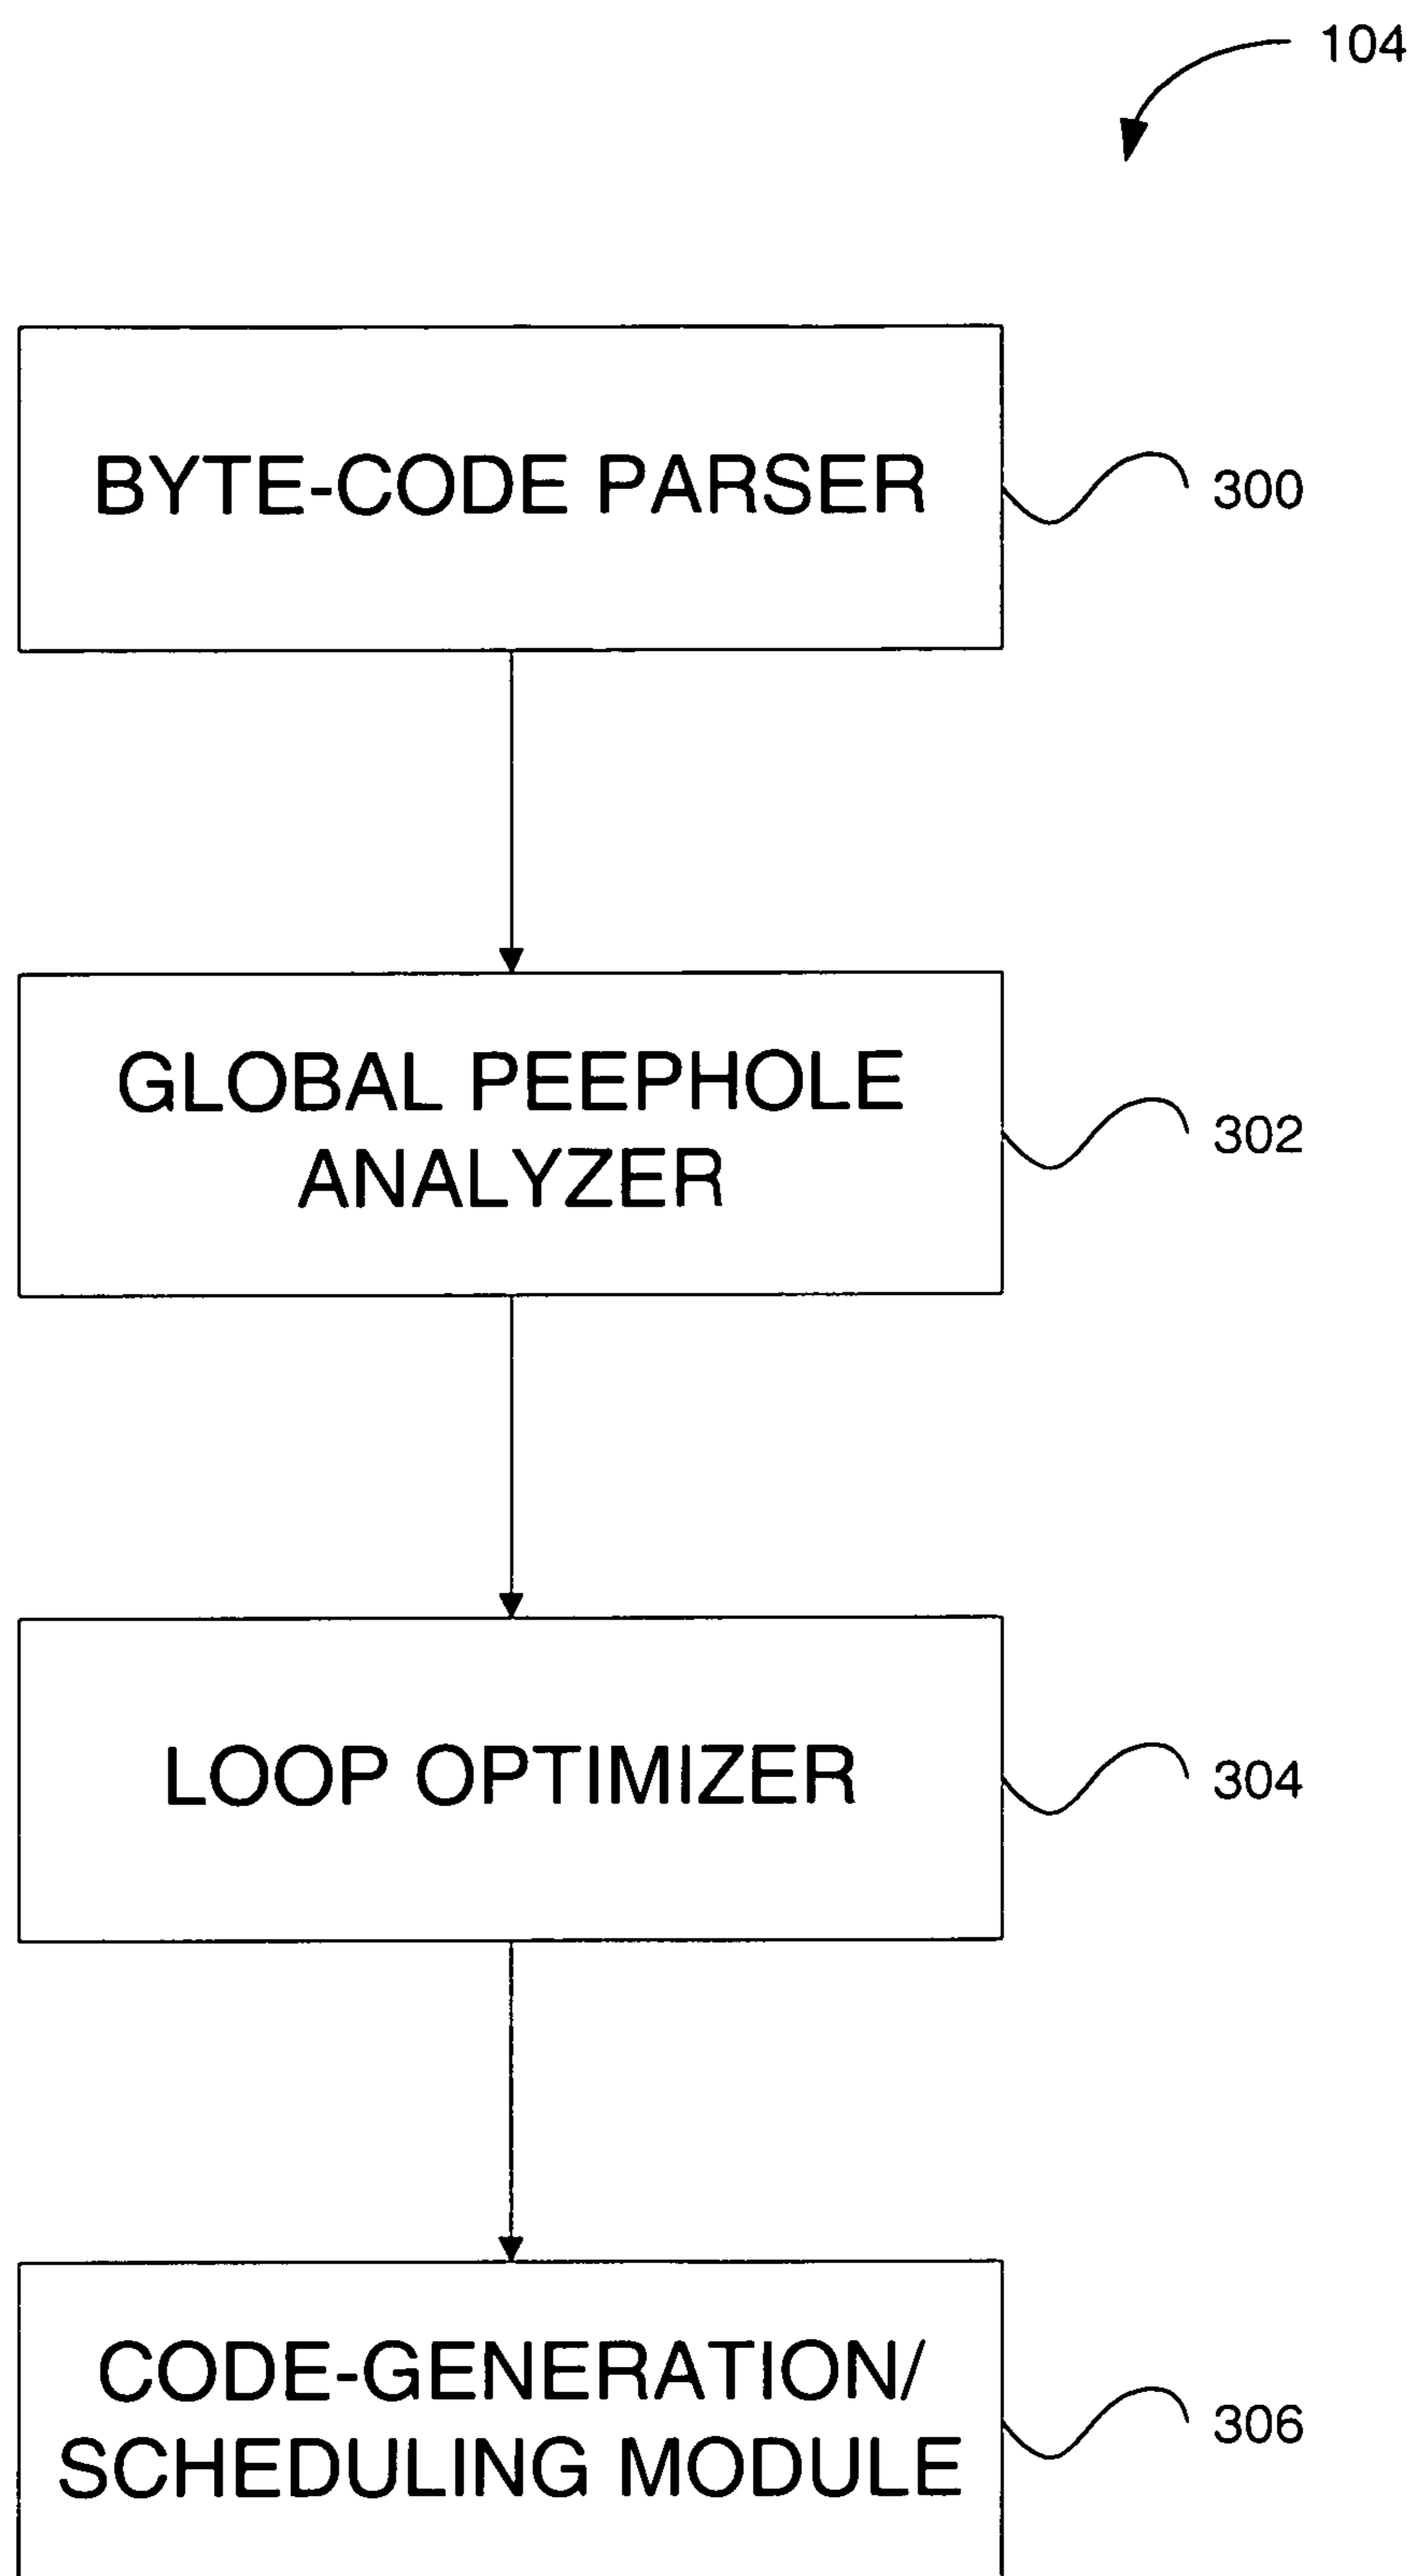 104
BYTE-CODE PARSER
300
GLOBAL PEEPHOLE
ANALYZER
302
LOOP OPTIMIZER
304
CODE-GENERATION/
SCHEDULING MODULE
306